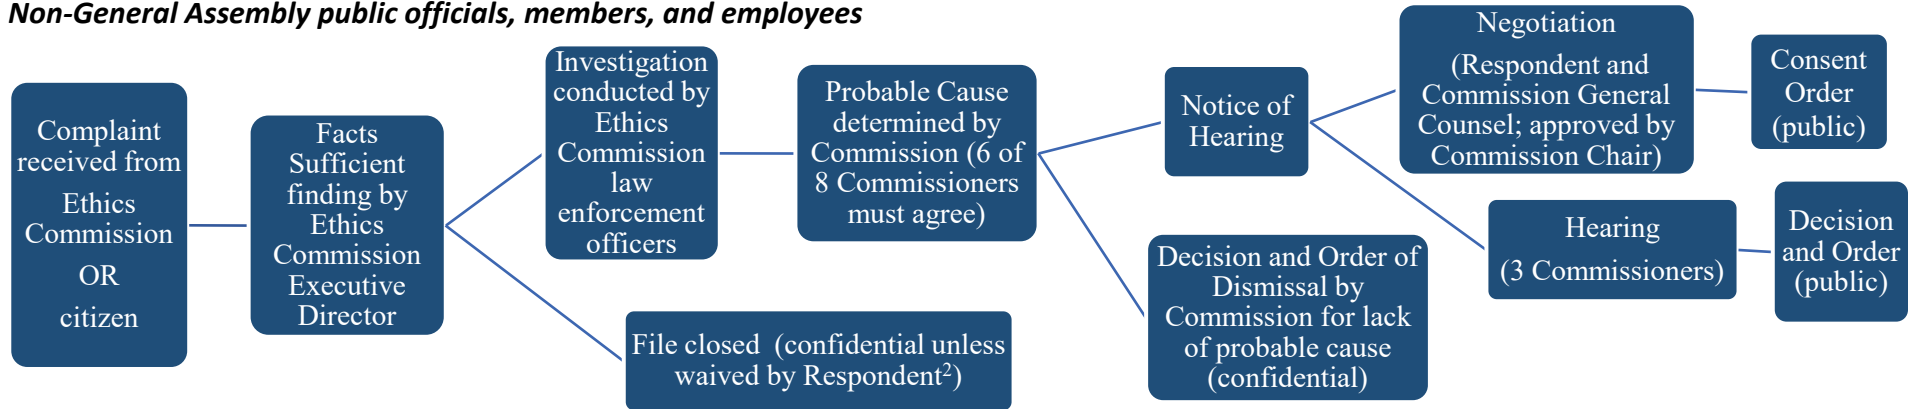 Non-General Assembly public officials, members, and employees
Complaint
received from
Ethics
Commission
OR
citizen
Facts
Sufficient
finding by
Ethics
Commission
Executive
Director
Investigation
conducted by
Ethics
Commission
law
enforcement
officers
File closed  (confidential unless
waived by Respondent²)
Probable Cause
determined by
Commission (6 of
8 Commissioners
must agree)
Notice of
Hearing
Decision and Order of
Dismissal by
Commission for lack
of probable cause
(confidential)
Negotiation
(Respondent and
Commission General
Counsel; approved by
Commission Chair)
Consent
Order
(public)
Hearing
(3 Commissioners)
Decision
and Order
(public)